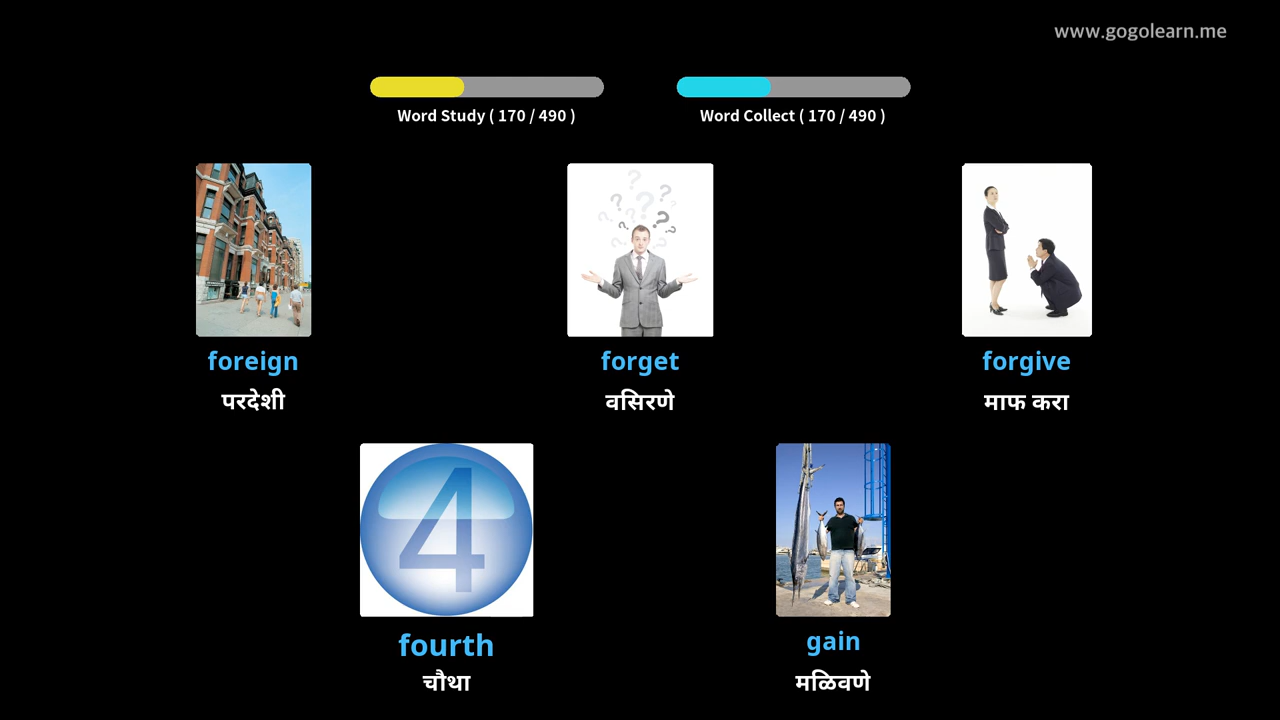 www.gogolearn.me
Word Study ( 170 / 490 )
Word Collect ( 170 / 490 )
foreign
परदेशी
forget
वसिरणे
forgive
माफ करा
4
fourth
चौथा
gain
मळिवणे